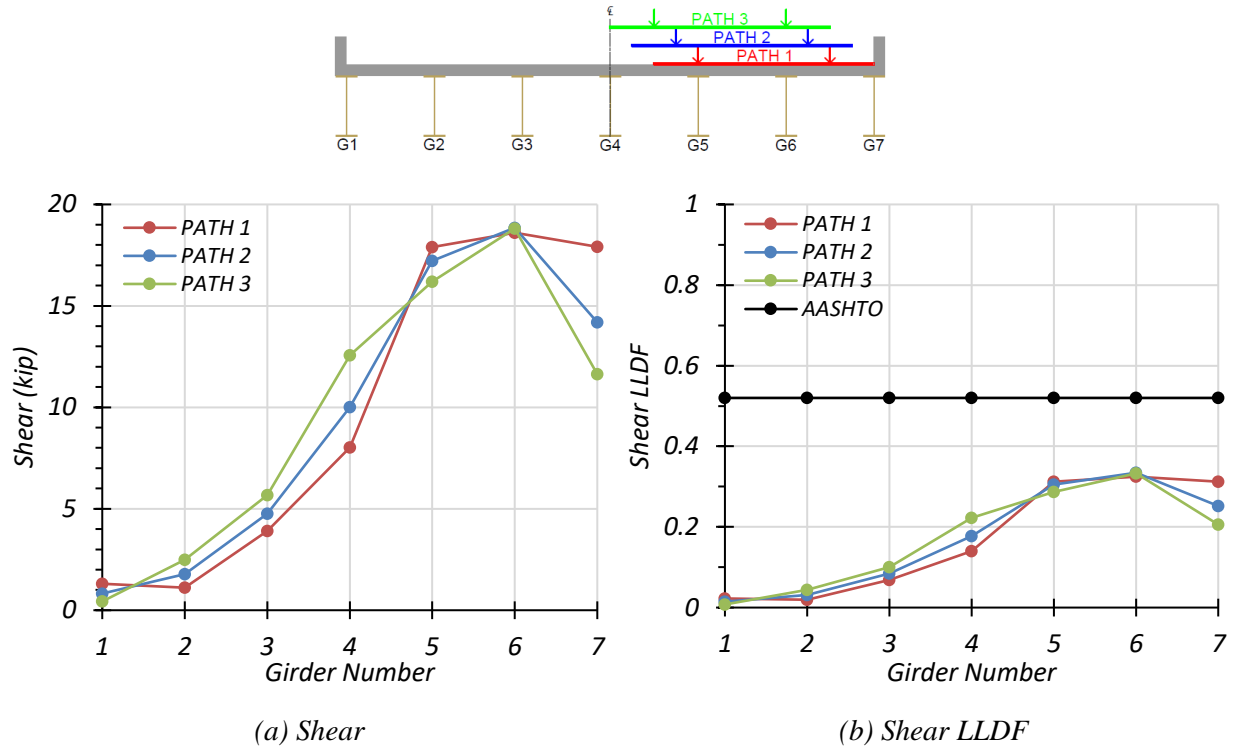 ℄
PATH 3
PATH 2
PATH 1
G1 G2 G3 G4 G5 G6 G7
20
15
10
5
0
Shear (kip)
PATH 1
PATH 2
PATH 3
1 2 3 4 5 6 7
Girder Number
(a) Shear
1
0.8
0.6
0.4
0.2
0
Shear LLDF
PATH 1
PATH 2
PATH 3
AASHTO
1 2 3 4 5 6 7
Girder Number
(b) Shear LLDF